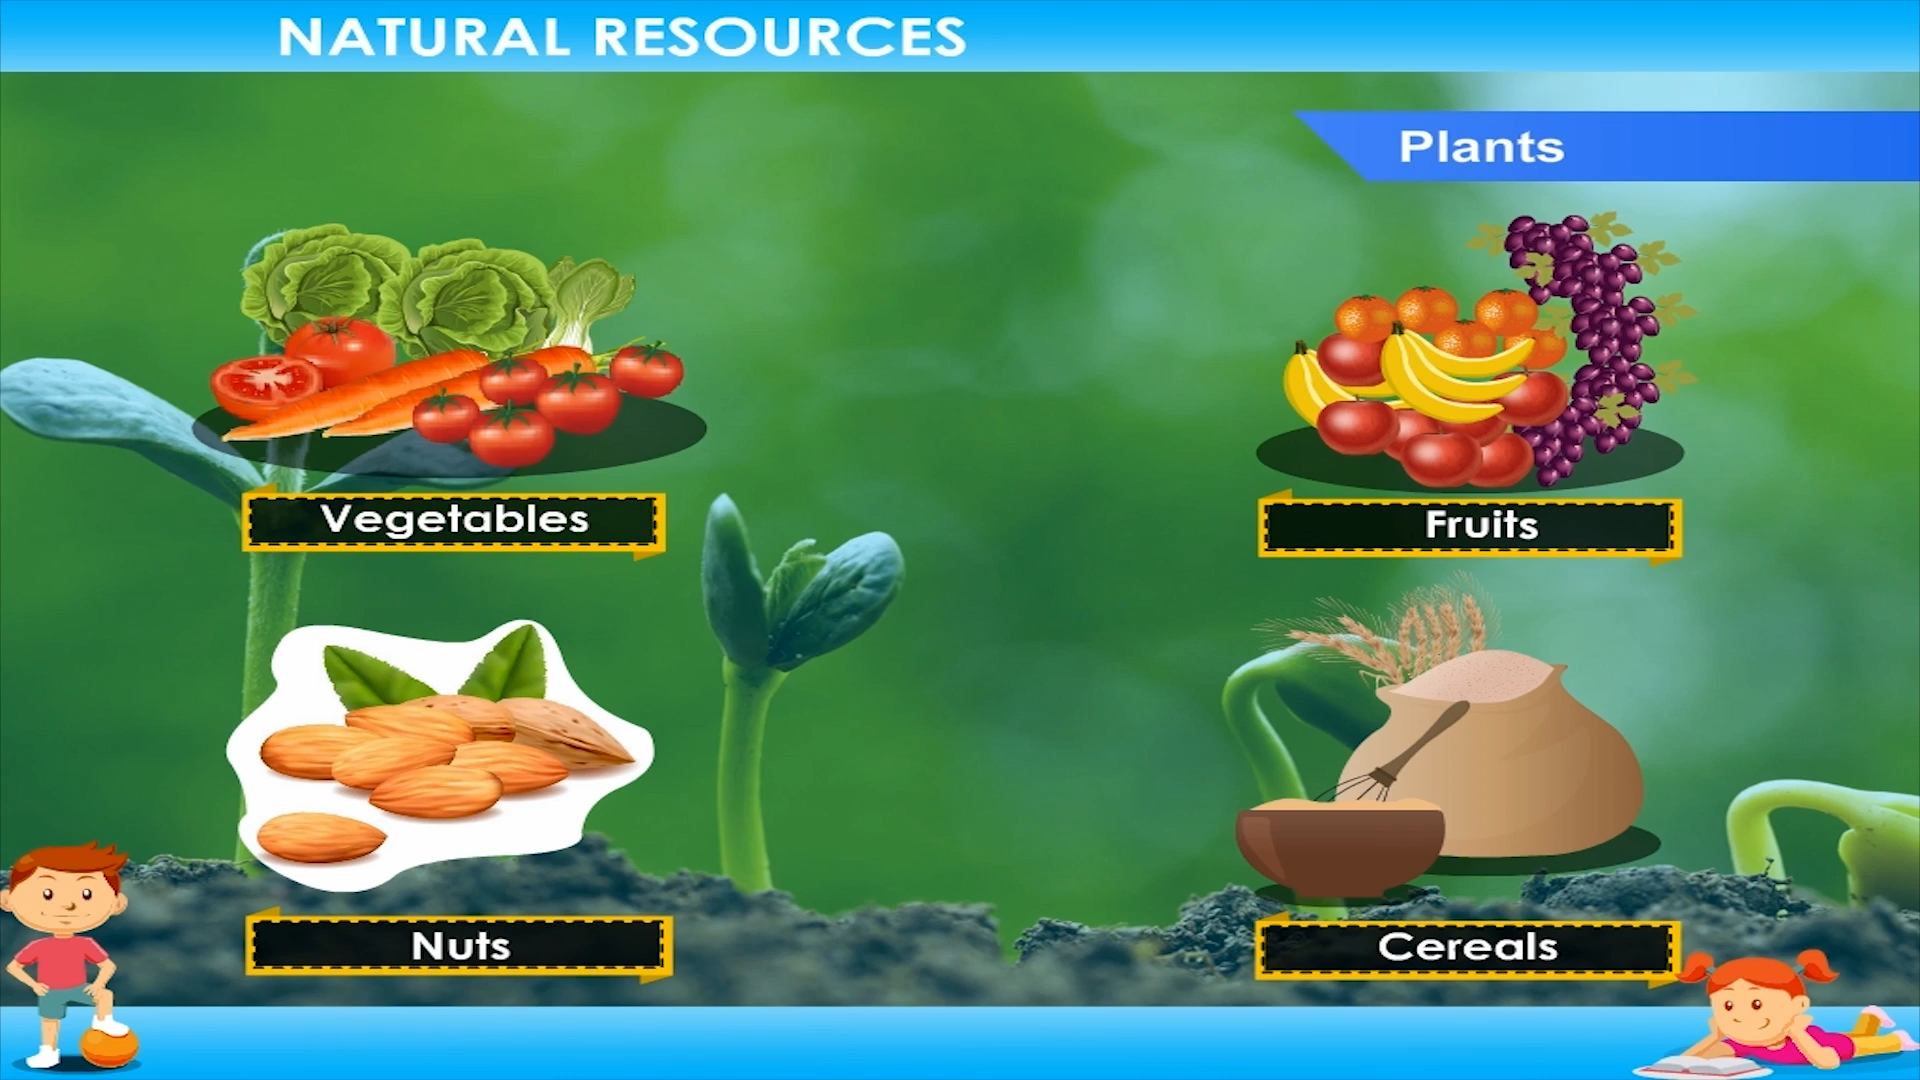 NATURAL RESOURCES
Plants
Vegetables
Fruits
Nuts
Cereals